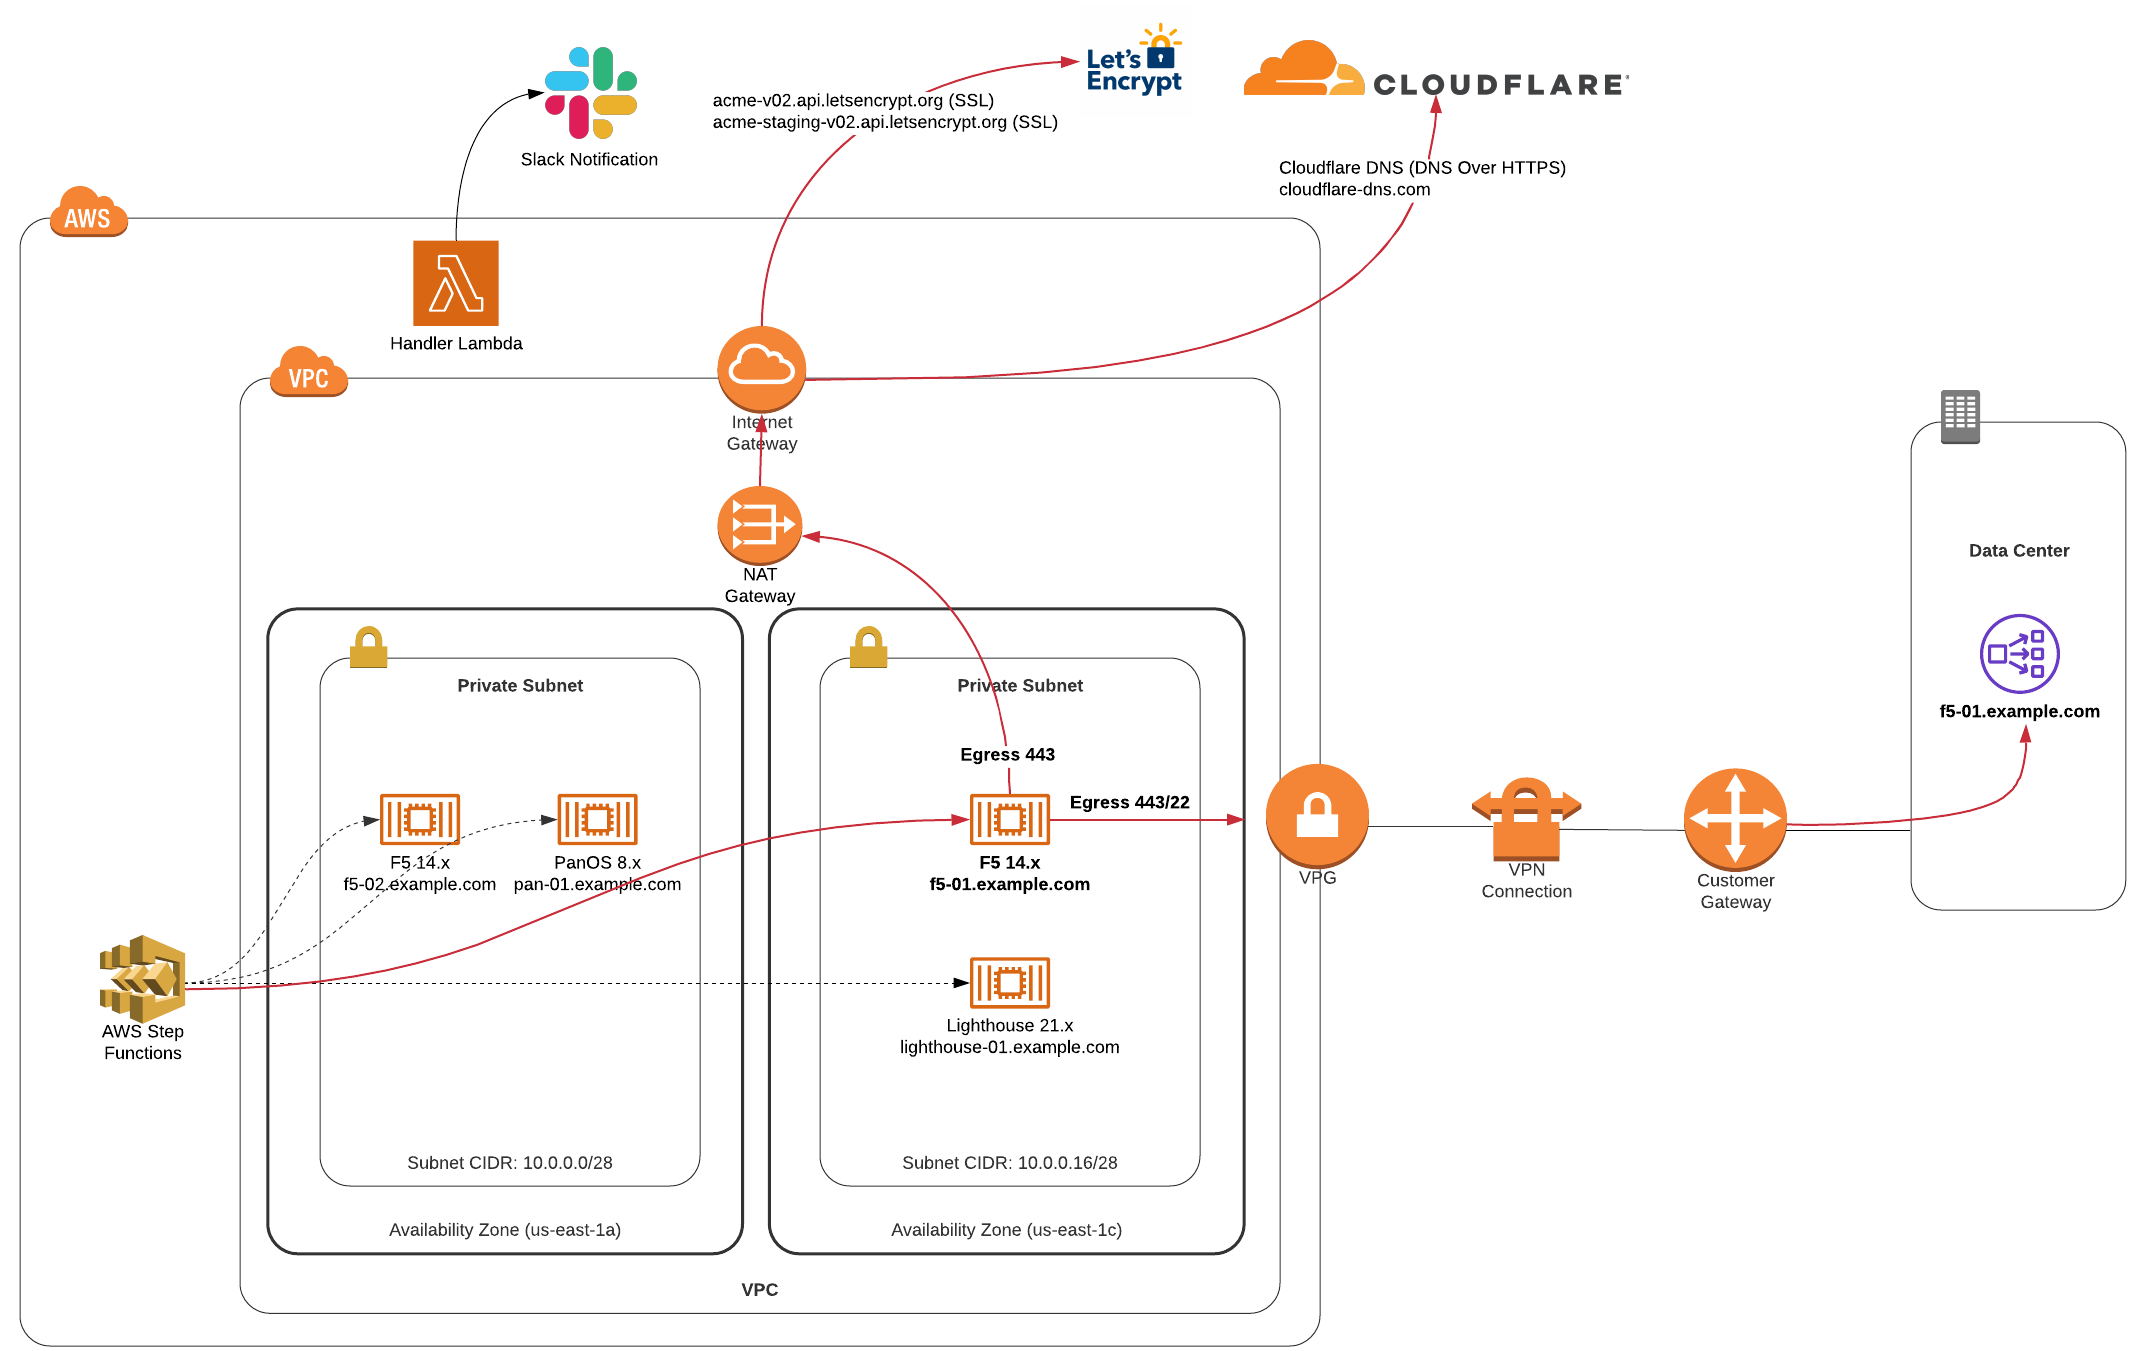 Let's
Encrypt
CLOUDFLARE
acme-v02.api.letsencrypt.org (SSL)
acme-staging-v02.api.letsencrypt.org (SSL)
Slack Notification
Cloudflare DNS (DNS Over HTTPS)
cloudflare-dns.com
AWS
Handler Lambda
VPC
Internet
Gateway
NAT
Gateway
Data Center
Private Subnet
Private Subnet
f5-01.example.com
Egress 443
Egress 443/22
F5 14.x
f5-02.example.com
PanOS 8.x
pan-01.example.com
F5 14.x
f5-01.example.com
VPG
VPN
Connection
Customer
Gateway
AWS Step
Functions
Lighthouse 21.x
lighthouse-01.example.com
Subnet CIDR: 10.0.0.0/28
Subnet CIDR: 10.0.0.16/28
Availability Zone (us-east-1a)
Availability Zone (us-east-1c)
VPC